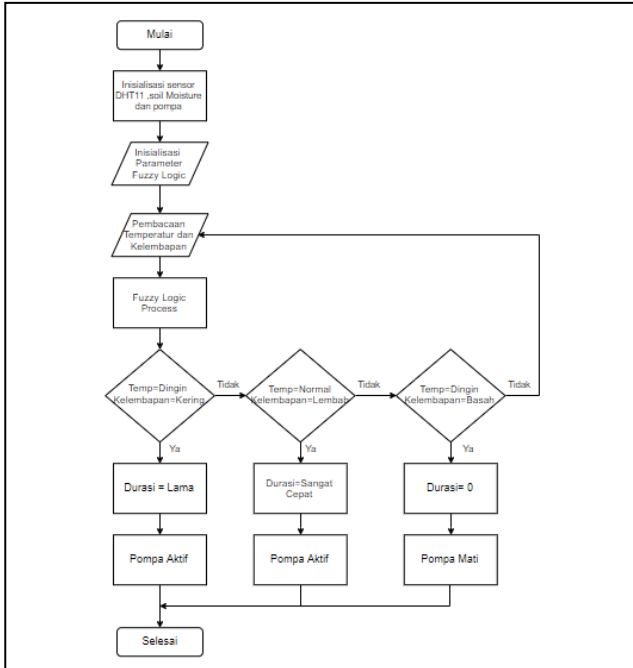 Mulai
Inisialisasi sensor
DHT11 ,soil Moisture
dan pompa
Inisialisasi
Parameter
Fuzzy Logic
Pembacaan
Temperatur dan
Kelembapan
Fuzzy Logic
Process
Temp=Dingin
Kelembapan=Kering
Tidak
Temp=Normal
Kelembapan=Lembab
Tidak
Temp=Dingin
Kelembapan=Basah
Tidak
Ya
Ya
Ya
Durasi = Lama
Durasi=Sangat
Cepat
Durasi= 0
Pompa Aktif
Pompa Aktif
Pompa Mati
Selesai